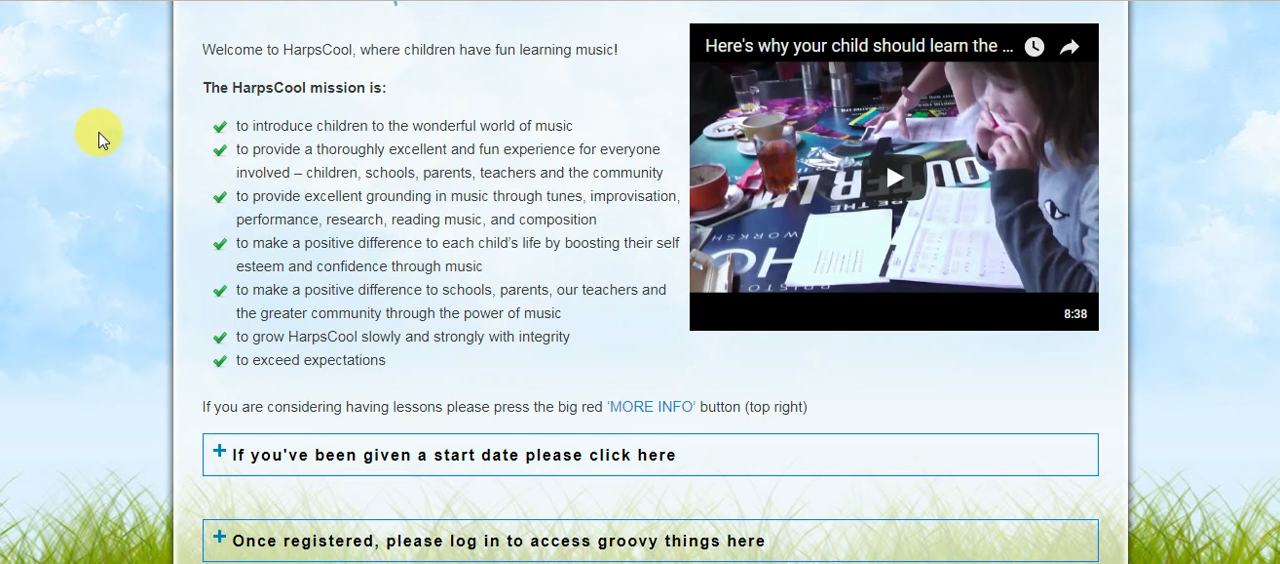 Welcome to HarpsCool, where children have fun learning music!
The HarpsCool mission is:
to introduce children to the wonderful world of music
to provide a thoroughly excellent and fun experience for everyone
involved – children, schools, parents, teachers and the community
to provide excellent grounding in music through tunes, improvisation,
performance, research, reading music, and composition
to make a positive difference to each child's life by boosting their self
esteem and confidence through music
to make a positive difference to schools, parents, our teachers and
the greater community through the power of music
to grow HarpsCool slowly and strongly with integrity
to exceed expectations
Here's why your child should learn the ...
WORKSH
8:38
If you are considering having lessons please press the big red ‘MORE INFO’ button (top right)
If you've been given a start date please click here
Once registered, please log in to access groovy things here